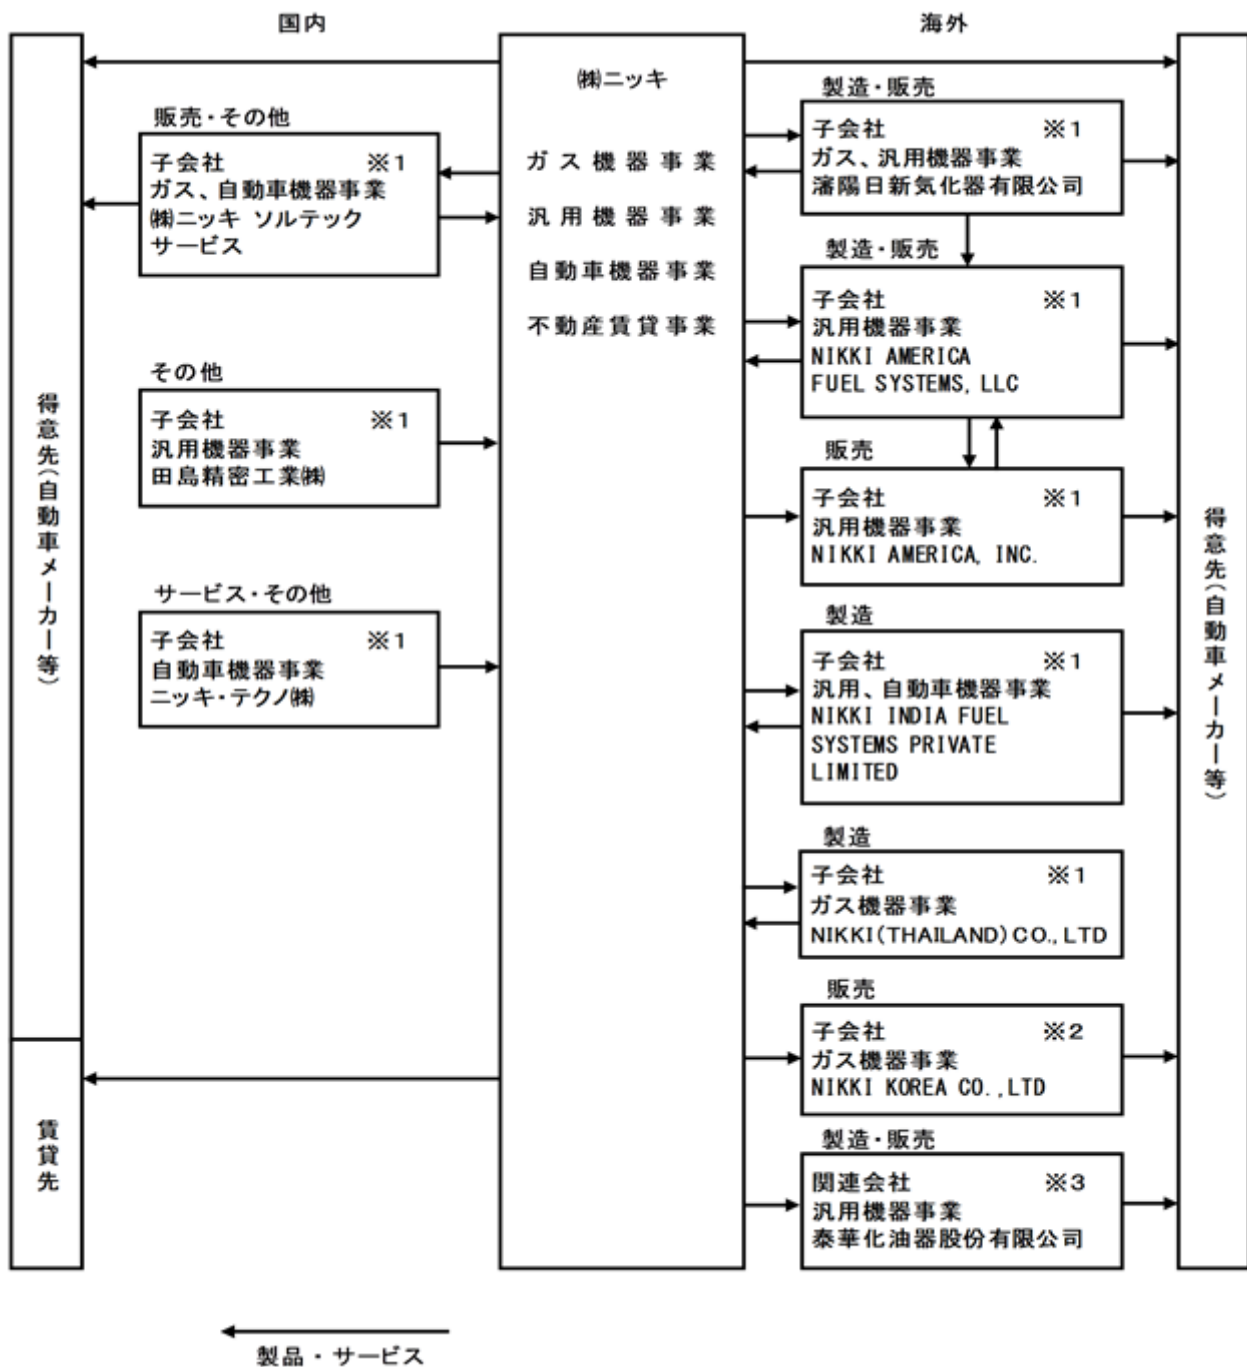 国内
海外
得意先(自動車メーカー等)
賃貸先
販売・その他
子会社 ※1
ガス、自動車機器事業
㈱ニッキ ソルテック
サービス
その他
子会社 ※1
汎用機器事業
田島精密工業㈱
サービス・その他
子会社 ※1
自動車機器事業
ニッキ・テクノ㈱
㈱ニッキ
ガス機器事業
汎用機器事業
自動車機器事業
不動産賃貸事業
製造・販売
子会社 ※1
ガス、汎用機器事業
瀋陽日新気化器有限公司
製造・販売
子会社 ※1
汎用機器事業
NIKKI AMERICA
FUEL SYSTEMS, LLC
販売
子会社 ※1
汎用機器事業
NIKKI AMERICA, INC.
製造
子会社 ※1
汎用、自動車機器事業
NIKKI INDIA FUEL
SYSTEMS PRIVATE
LIMITED
製造
子会社 ※1
ガス機器事業
NIKKI(THAILAND)CO.,LTD
販売
子会社 ※2
ガス機器事業
NIKKI KOREA CO.,LTD
製造・販売
関連会社 ※3
汎用機器事業
泰華化油器股份有限公司
得意先(自動車メーカー等)
製品・サービス